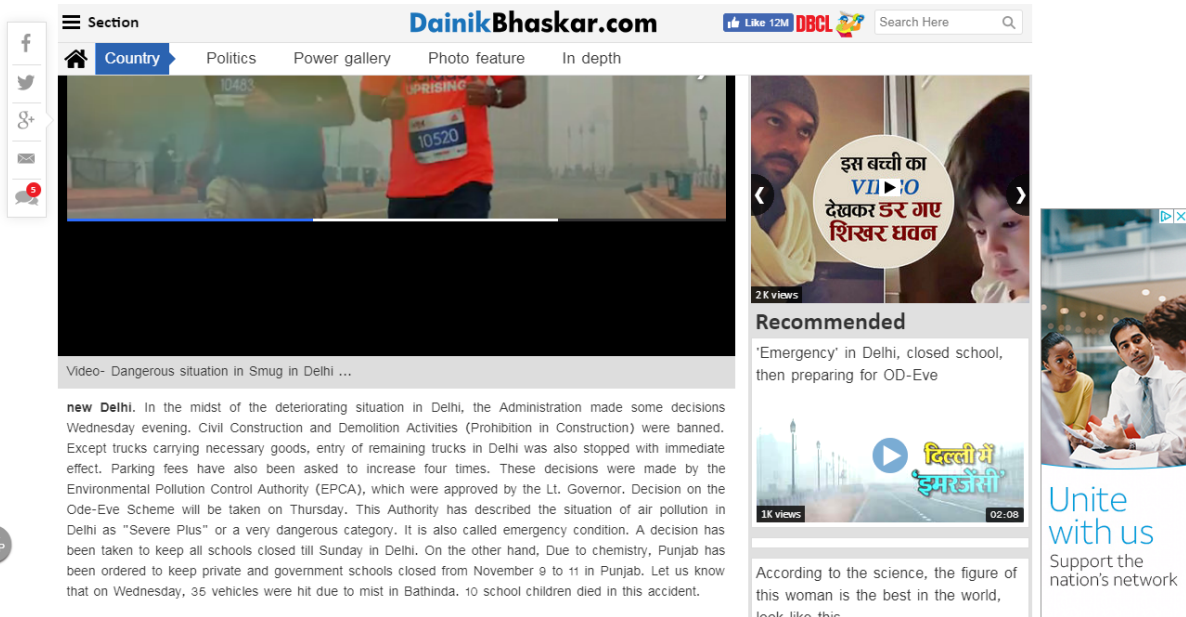 Section
DainikBhaskar.com
Like 12M
DBCL
Search Here
Country
Politics
Power gallery
Photo feature
In depth
5
10483
UPRISING
10520
Video- Dangerous situation in Smug in Delhi ...
new Delhi. In the midst of the deteriorating situation in Delhi, the Administration made some decisions
Wednesday evening. Civil Construction and Demolition Activities (Prohibition in Construction) were banned.
Except trucks carrying necessary goods, entry of remaining trucks in Delhi was also stopped with immediate
effect. Parking fees have also been asked to increase four times. These decisions were made by the
Environmental Pollution Control Authority (EPCA), which were approved by the Lt. Governor. Decision on the
Ode-Eve Scheme will be taken on Thursday. This Authority has described the situation of air pollution in
Delhi as "Severe Plus" or a very dangerous category. It is also called emergency condition. A decision has
been taken to keep all schools closed till Sunday in Delhi. On the other hand, Due to chemistry, Punjab has
been ordered to keep private and government schools closed from November 9 to 11 in Punjab. Let us know
that on Wednesday, 35 vehicles were hit due to mist in Bathinda. 10 school children died in this accident.
इस बच्ची का
VIDEO
देखकर डर गए
शिखर धवन
2K views
Recommended
'Emergency' in Delhi, closed school,
then preparing for OD-Eve
दिल्ली में
'इमरजेंसी'
1K views
02:08
According to the science, the figure of
this woman is the best in the world,
look like this
Unite
with us
Support the
nation's network